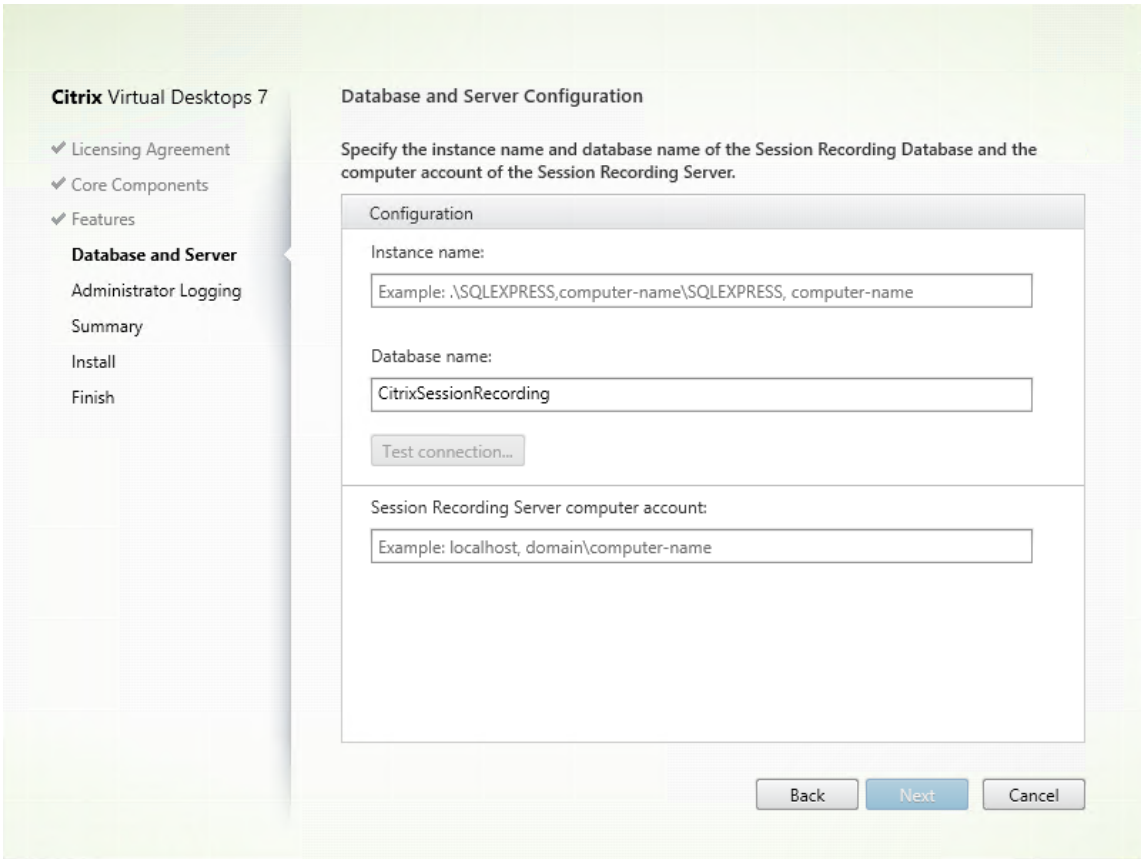 Citrix Virtual Desktops 7
Licensing Agreement
Core Components
Features
Database and Server
Administrator Logging
Summary
Install
Finish
Database and Server Configuration
Specify the instance name and database name of the Session Recording Database and the
computer account of the Session Recording Server.
Configuration
Instance name:
Example: .\SQLEXPRESS,computer-name\SQLEXPRESS, computer-name
Database name:
CitrixSessionRecording
Test connection...
Session Recording Server computer account:
Example: localhost, domain\computer-name
Back
Next
Cancel